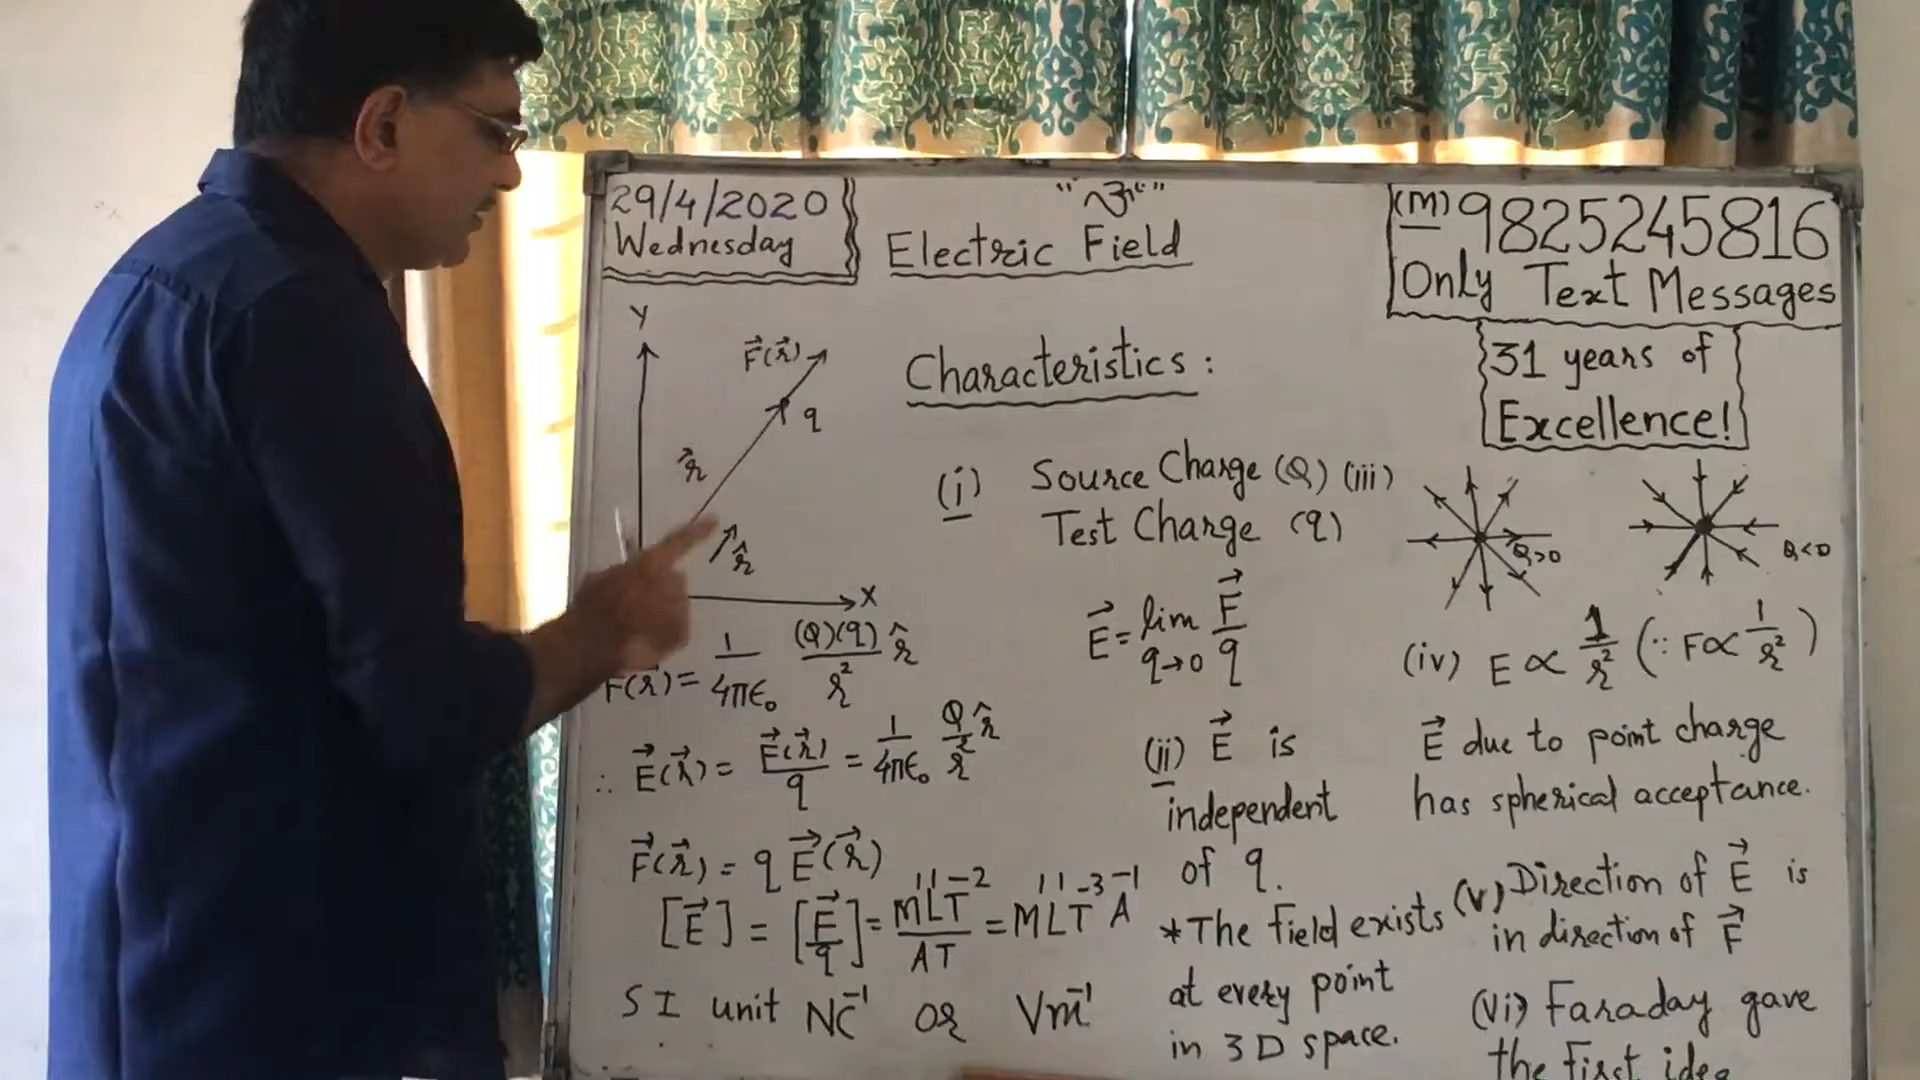 29/4/2020
Wednesday
Electric Field
(M) 9825245816
Only Text Messages
31 years of
Excellence!
Y
F⃗(r⃗)
q
r⃗
r̂
X
F(r) = 1/4πϵ₀ (Q)(q)/r² r̂
∴ E⃗(r⃗) = F⃗(r⃗)/q = 1/4πϵ₀ Q/r² r̂
F⃗(r⃗) = q E⃗(r⃗)
[E⃗] = [F⃗/q] = M¹L¹T⁻²/AT = M¹L¹T⁻³A⁻¹
SI unit NC⁻¹ or Vm⁻¹
Characteristics :
(i) Source Charge (Q)
Test Charge (q)
E⃗ = lim q→0 F⃗/q
(ii) E⃗ is
independent
of q.
*The field exists
at every point
in 3D space.
(iii)
Q>0
Q<0
(iv) E ∝ 1/r² (∵ F ∝ 1/r²)
E⃗ due to point charge
has spherical acceptance.
(v) Direction of E⃗ is
in direction of F⃗
(vi) Faraday gave
the first idea